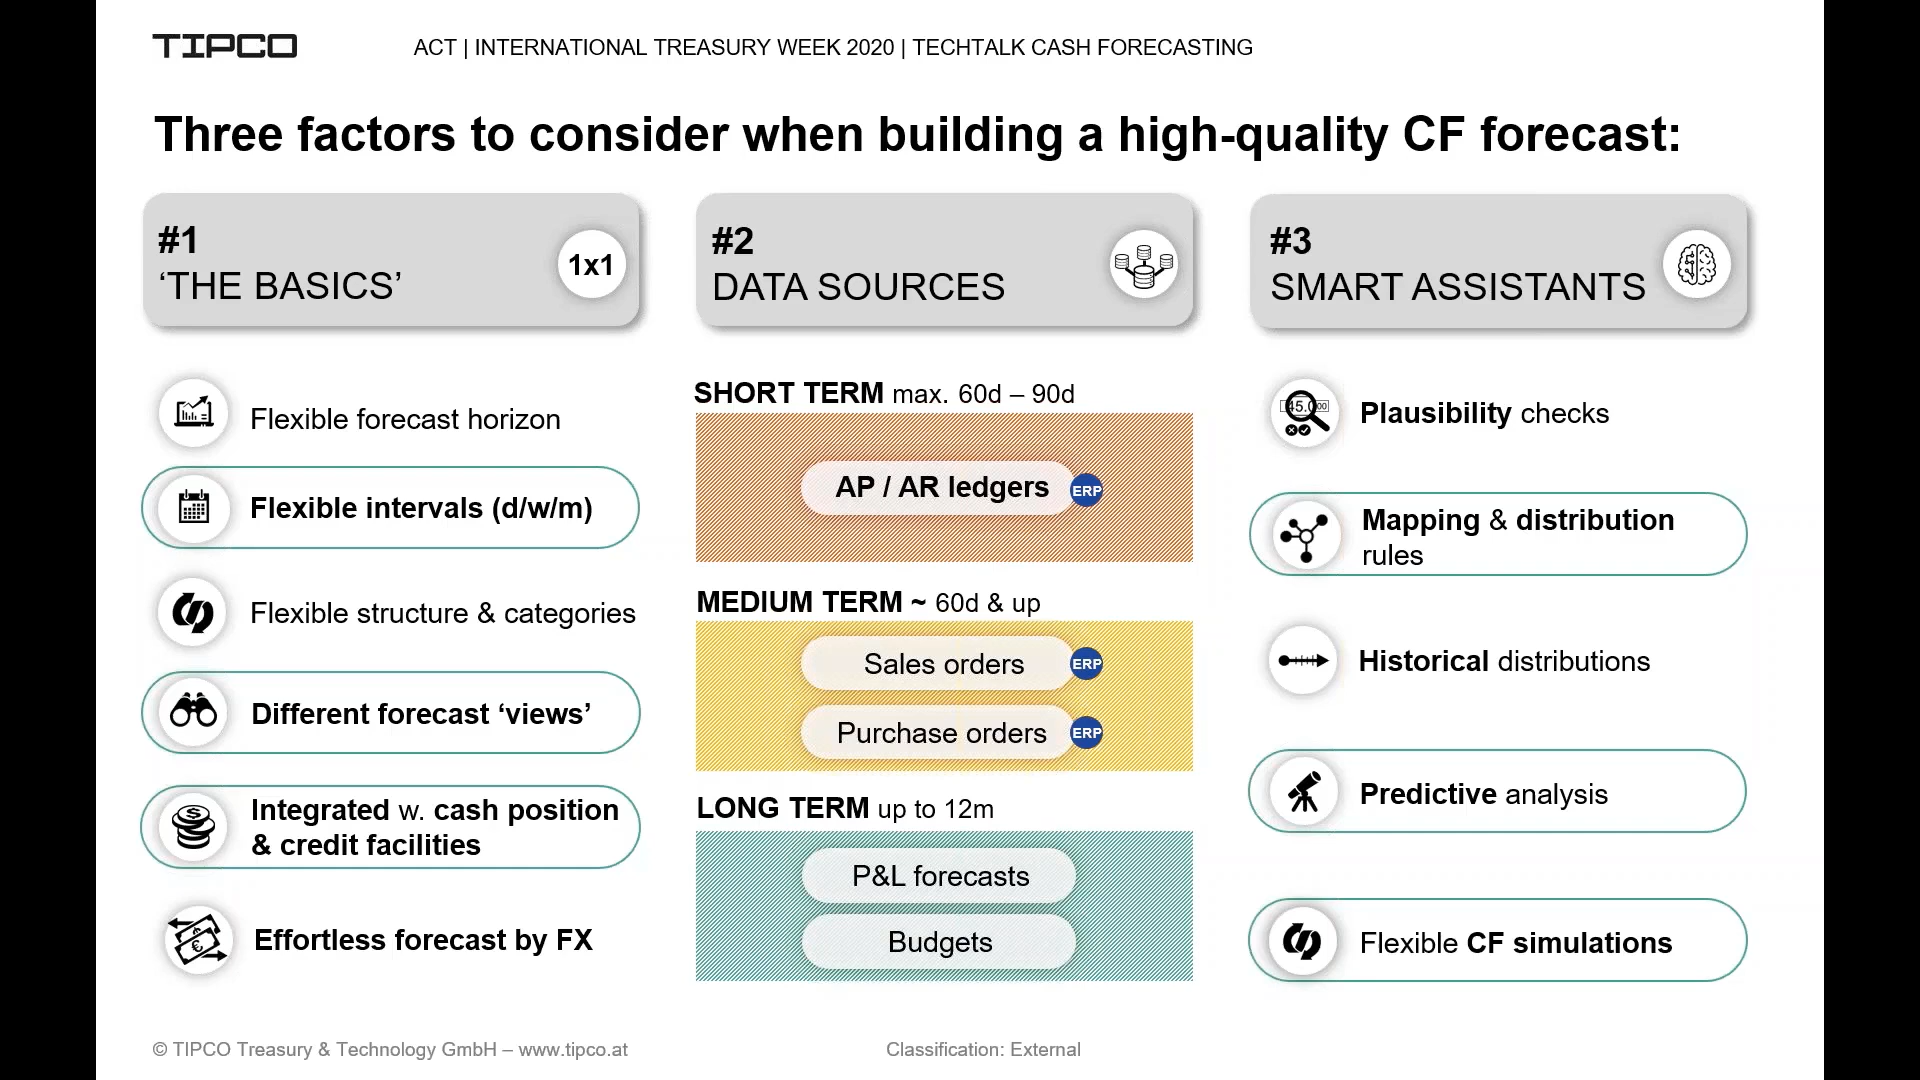 TIPCO
ACT | INTERNATIONAL TREASURY WEEK 2020 | TECHTALK CASH FORECASTING
Three factors to consider when building a high-quality CF forecast:
#1
‘THE BASICS’
1x1
Flexible forecast horizon
Flexible intervals (d/w/m)
Flexible structure & categories
Different forecast ‘views’
Integrated w. cash position
& credit facilities
Effortless forecast by FX
#2
DATA SOURCES
SHORT TERM max. 60d – 90d
AP / AR ledgers ERP
MEDIUM TERM ~ 60d & up
Sales orders ERP
Purchase orders ERP
LONG TERM up to 12m
P&L forecasts
Budgets
#3
SMART ASSISTANTS
Plausibility checks
Mapping & distribution
rules
Historical distributions
Predictive analysis
Flexible CF simulations
© TIPCO Treasury & Technology GmbH – www.tipco.at
Classification: External